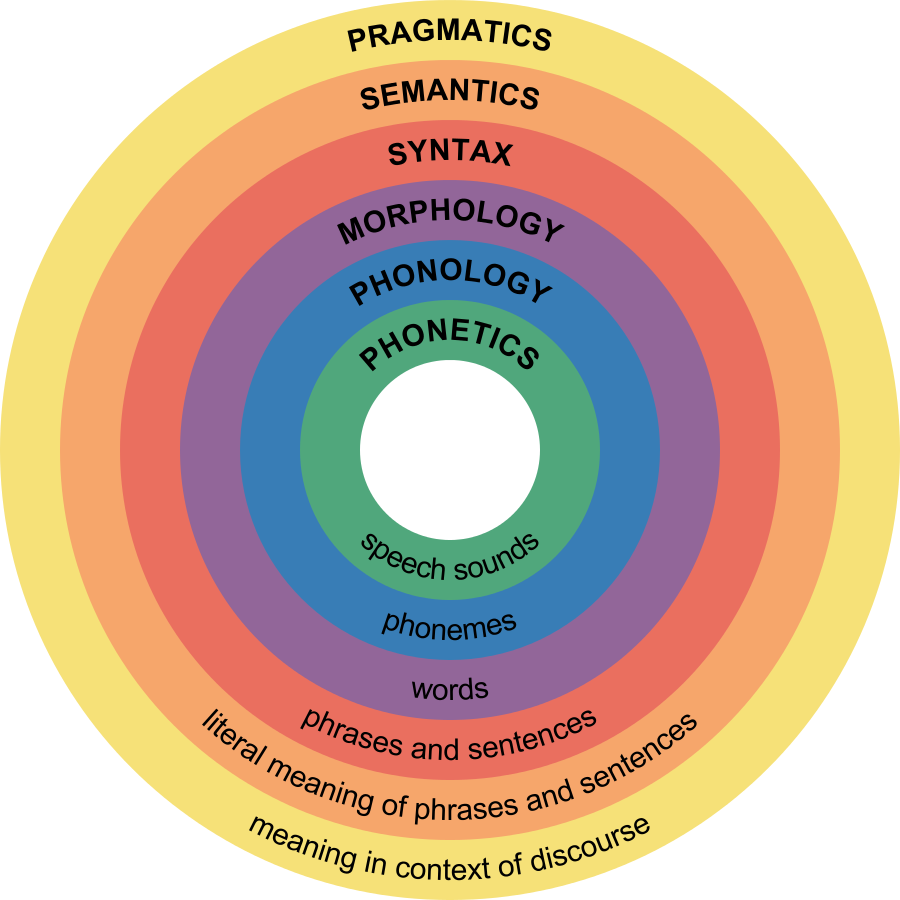 PRAGMATICS
SEMANTICS
SYNTAX
MORPHOLOGY
PHONOLOGY
PHONETICS
speech sounds
phonemes
words
phrases and sentences
literal meaning of phrases and sentences
meaning in context of discourse